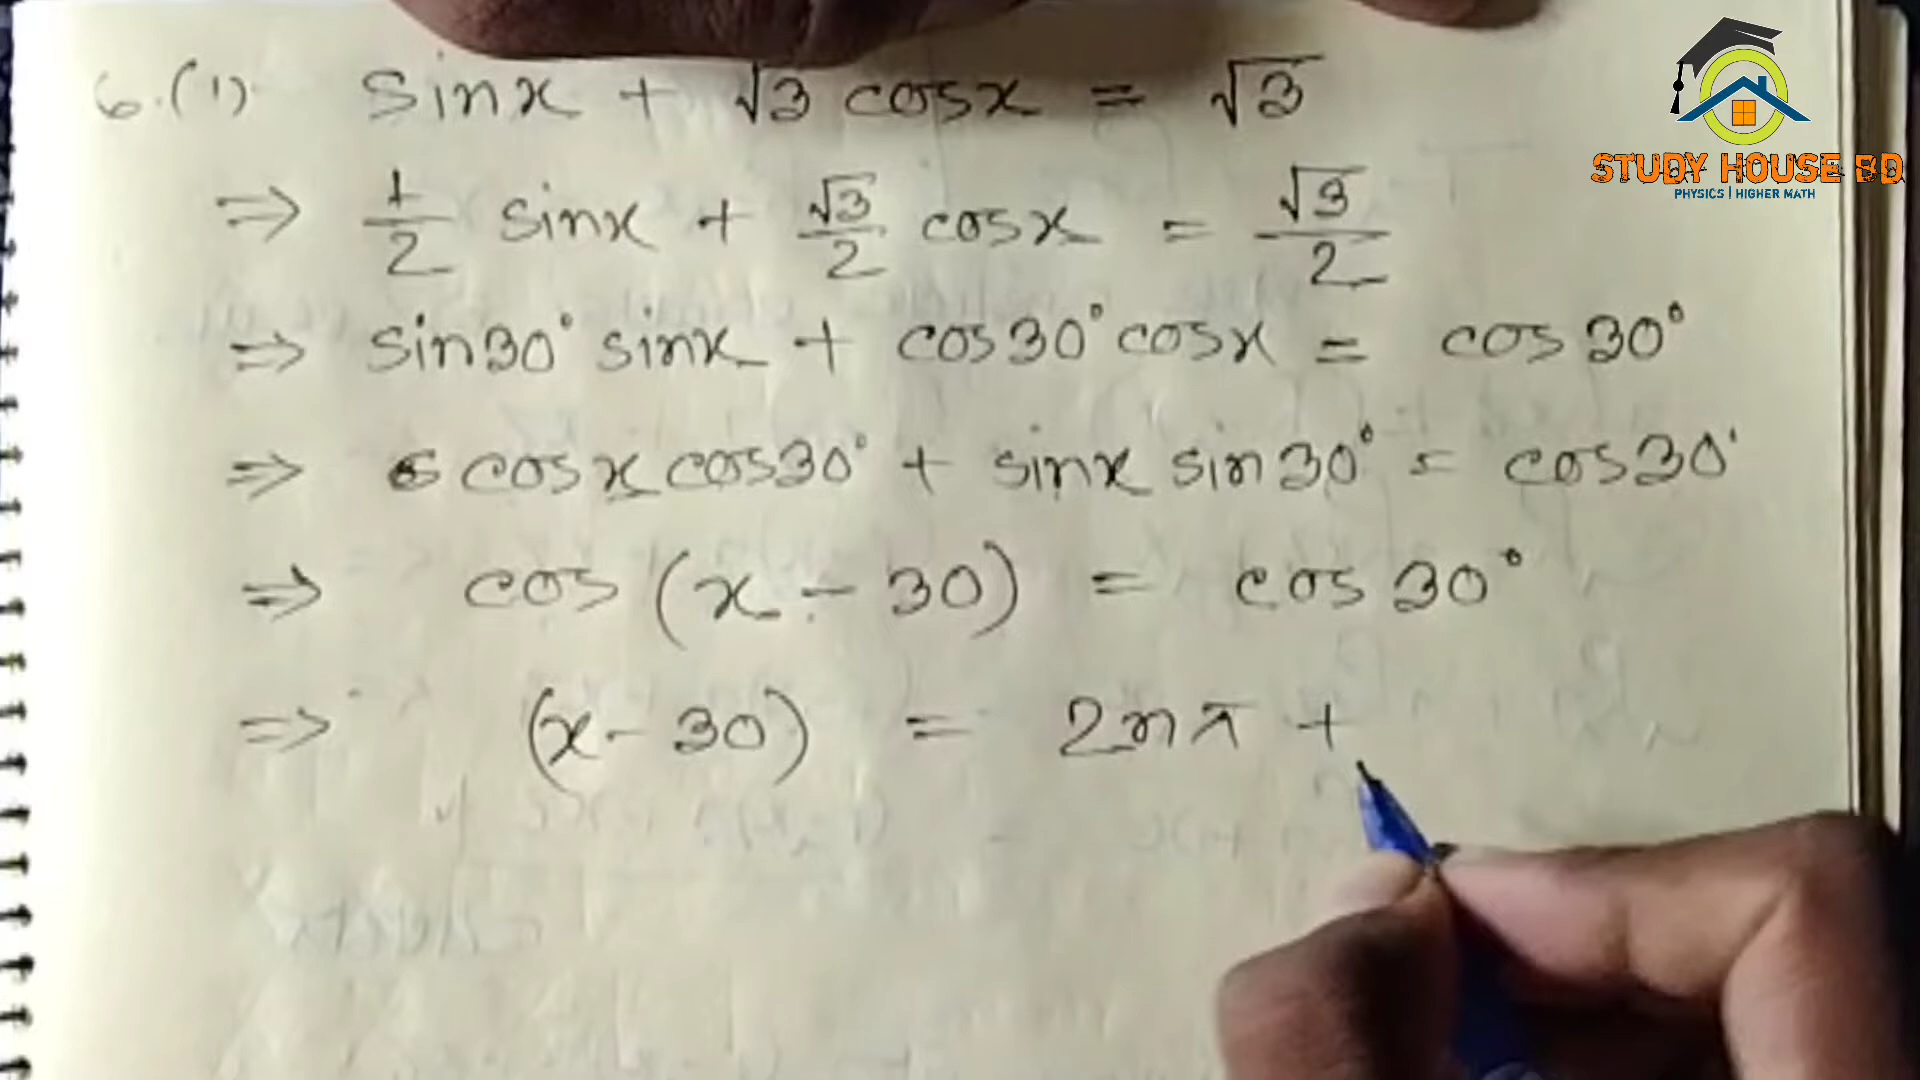 6.(1) sinx + √3 cosx = √3
STUDY HOUSE BD
PHYSICS | HIGHER MATH
⇒ 1/2 sinx + √3/2 cosx = √3/2
⇒ sin30° sinx + cos30° cosx = cos30°
⇒ cosx cos30° + sinx sin30° = cos30°
⇒ cos(x - 30) = cos30°
⇒ (x - 30) = 2nπ +